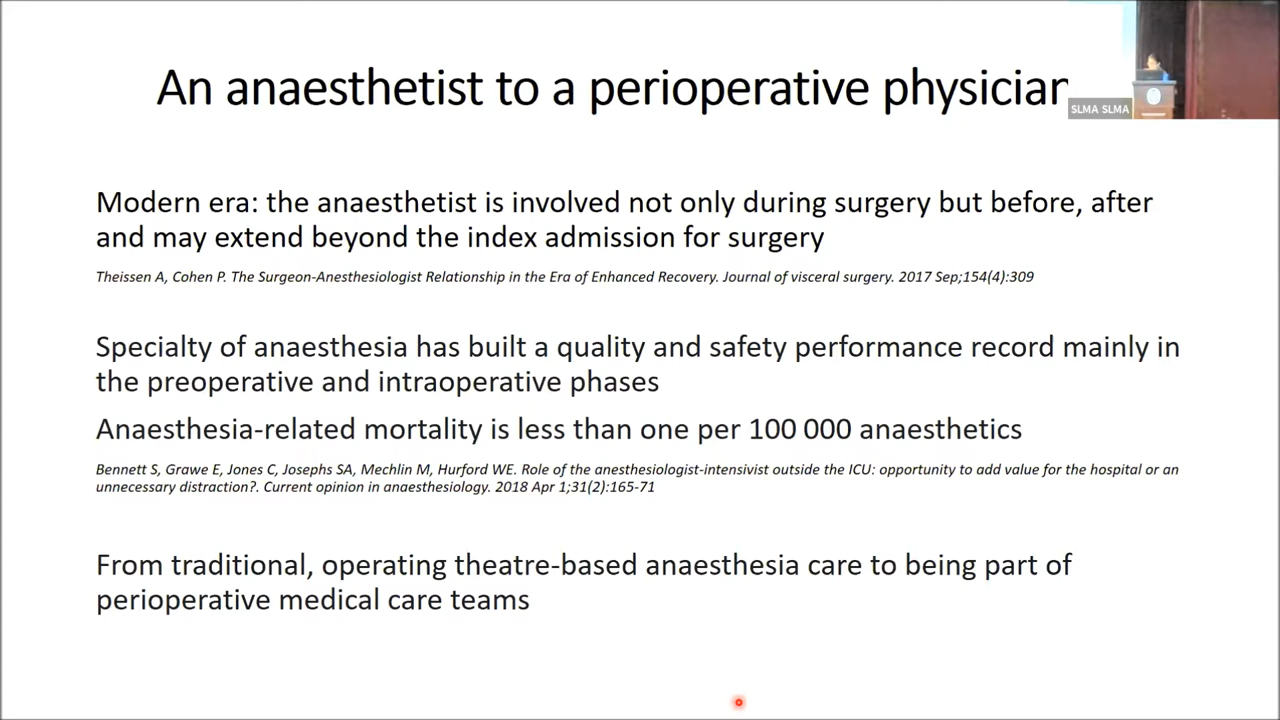 An anaesthetist to a perioperative physician
SLMA SLMA
Modern era: the anaesthetist is involved not only during surgery but before, after
and may extend beyond the index admission for surgery
Theissen A, Cohen P. The Surgeon-Anesthesiologist Relationship in the Era of Enhanced Recovery. Journal of visceral surgery. 2017 Sep;154(4):309
Specialty of anaesthesia has built a quality and safety performance record mainly in
the preoperative and intraoperative phases
Anaesthesia-related mortality is less than one per 100 000 anaesthetics
Bennett S, Grawe E, Jones C, Josephs SA, Mechlin M, Hurford WE. Role of the anesthesiologist-intensivist outside the ICU: opportunity to add value for the hospital or an
unnecessary distraction?. Current opinion in anaesthesiology. 2018 Apr 1;31(2):165-71
From traditional, operating theatre-based anaesthesia care to being part of
perioperative medical care teams